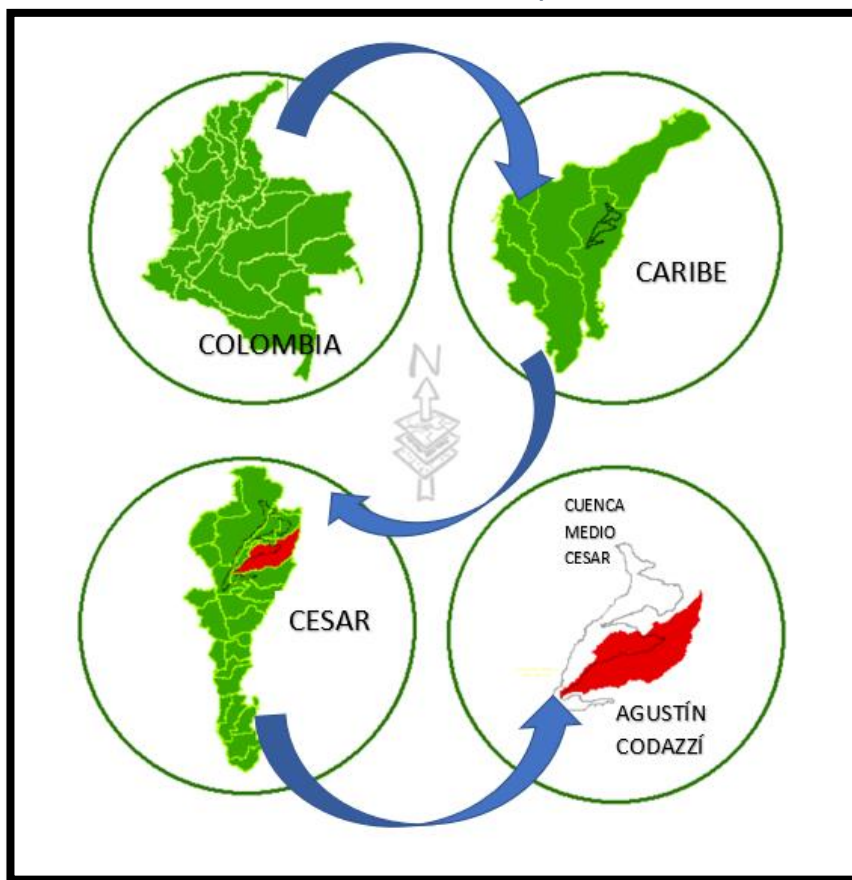 COLOMBIA
CARIBE
N
CESAR
CUENCA
MEDIO
CESAR
AGUSTÍN
CODAZZÍ